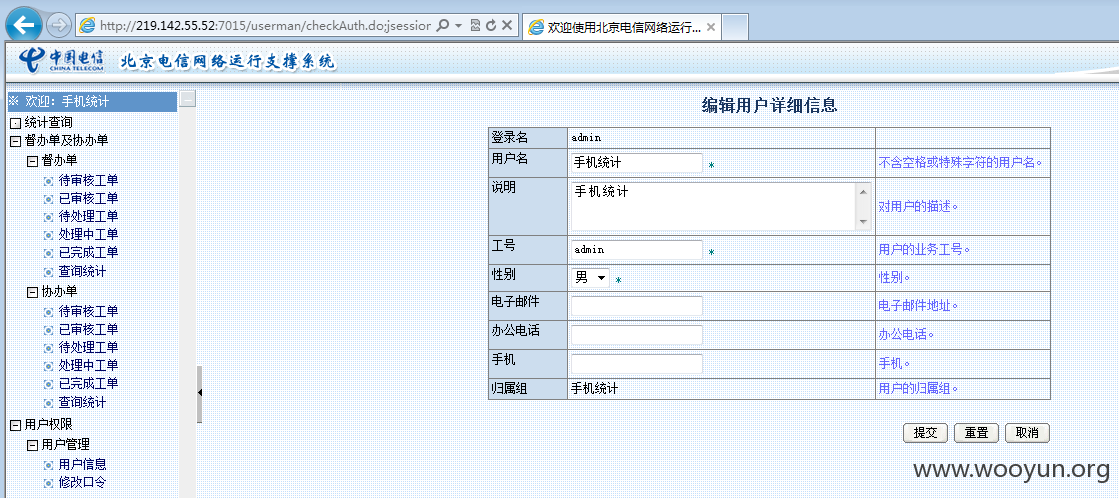 http://219.142.55.52:7015/userman/checkAuth.do;jsession
欢迎使用北京电信网络运行...
中国电信
CHINA TELECOM
北京电信网络运行支撑系统
※ 欢迎: 手机统计
统计查询
督办单及协办单
督办单
待审核工单
已审核工单
待处理工单
处理中工单
已完成工单
查询统计
协办单
待审核工单
已审核工单
待处理工单
处理中工单
已完成工单
查询统计
用户权限
用户管理
用户信息
修改口令
编辑用户详细信息
登录名 admin
用户名 手机统计 * 不含空格或特殊字符的用户名。
说明 手机统计 对用户的描述。
工号 admin * 用户的业务工号。
性别 男 * 性别。
电子邮件 电子邮件地址。
办公电话 办公电话。
手机 手机。
归属组 手机统计 用户的归属组。
提交 重置 取消
www.wooyun.org